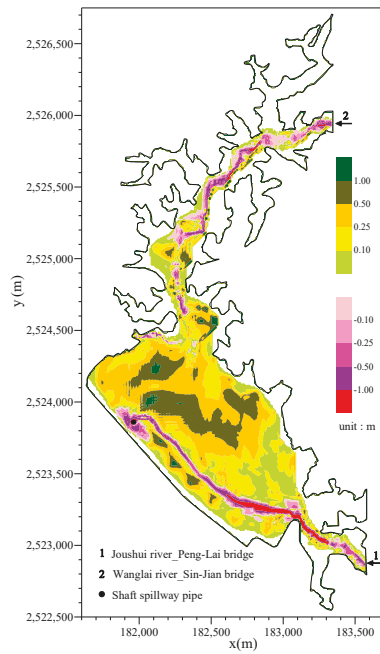 2,526,500
2,526,000
2,525,500
2,525,000
2,524,500
2,524,000
2,523,500
2,523,000
2,522,500
y (m)
2
1.00
0.50
0.25
0.10
-0.10
-0.25
-0.50
-1.00
unit : m
1
1 Joushui river_Peng-Lai bridge
2 Wanglai river_Sin-Jian bridge
Shaft spillway pipe
182,000 182,500 183,000 183,500
x(m)